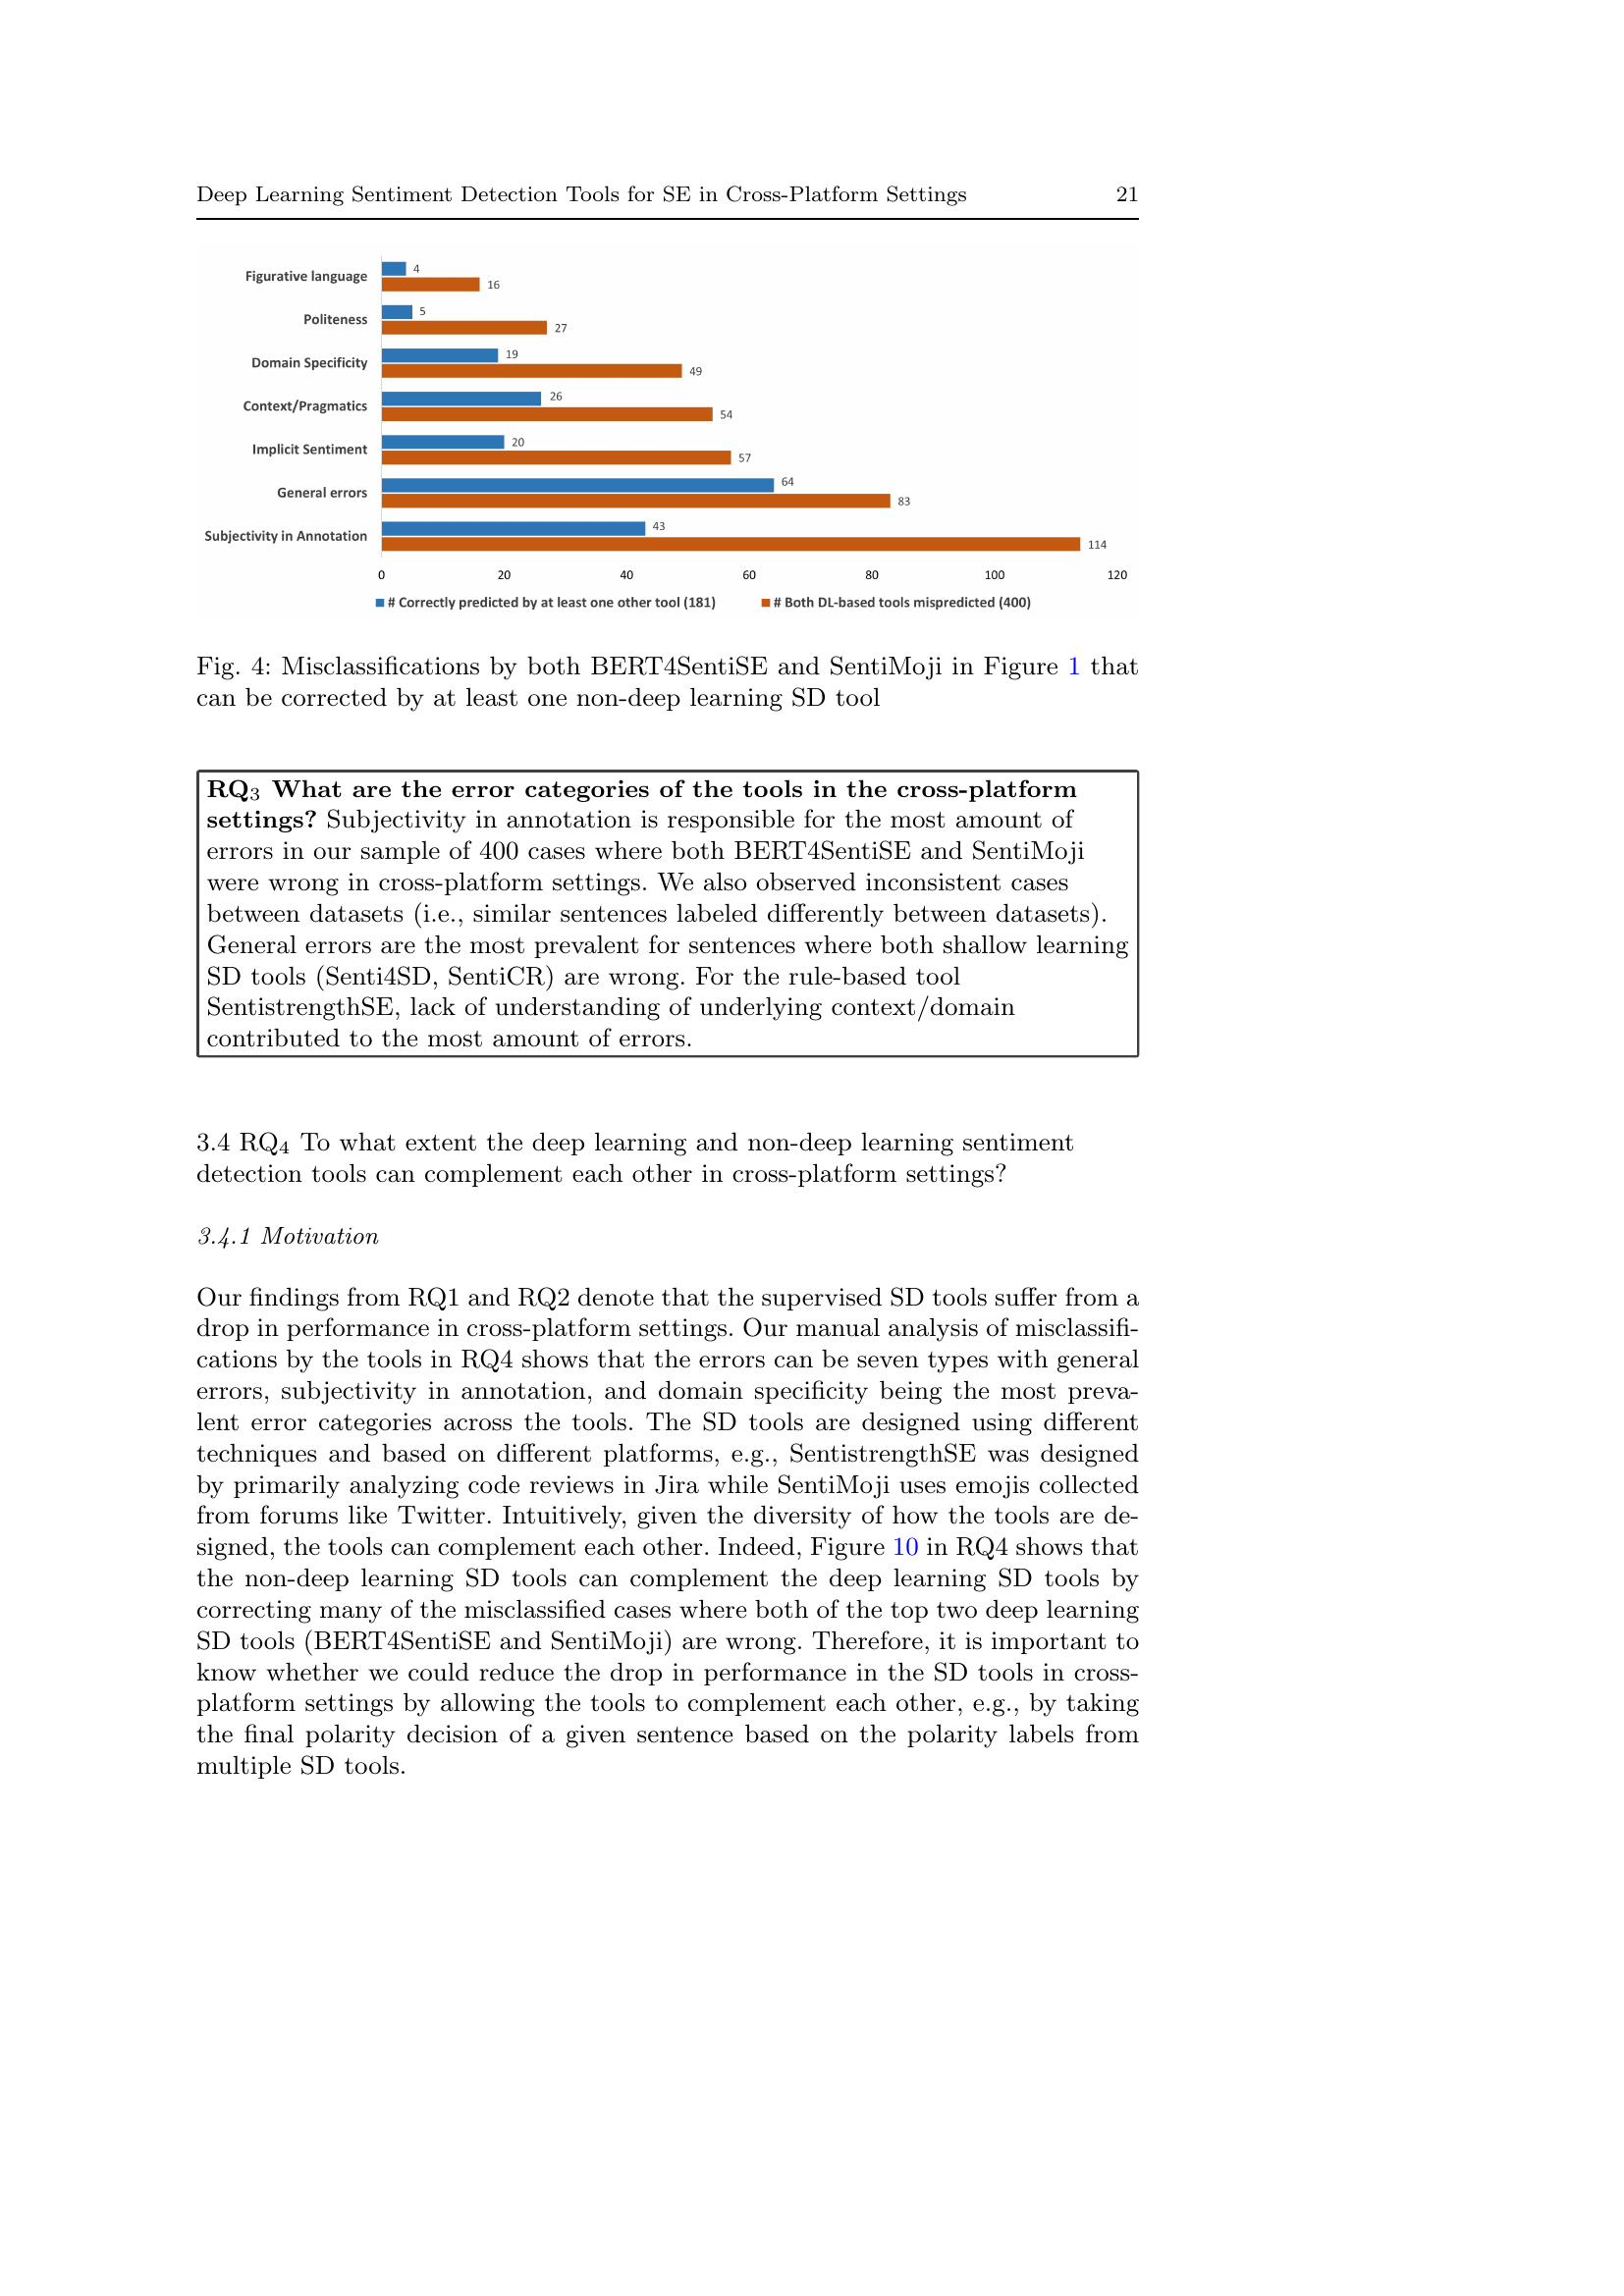 Deep Learning Sentiment Detection Tools for SE in Cross-Platform Settings 21
Figurative language 4
16
Politeness 5
27
Domain Specificity 19
49
Context/Pragmatics 26
54
Implicit Sentiment 20
57
General errors 64
83
Subjectivity in Annotation 43
114
0 20 40 60 80 100 120
# Correctly predicted by at least one other tool (181) # Both DL-based tools mispredicted (400)
Fig. 4: Misclassifications by both BERT4SentiSE and SentiMoji in Figure 1 that
can be corrected by at least one non-deep learning SD tool
RQ3 What are the error categories of the tools in the cross-platform
settings? Subjectivity in annotation is responsible for the most amount of
errors in our sample of 400 cases where both BERT4SentiSE and SentiMoji
were wrong in cross-platform settings. We also observed inconsistent cases
between datasets (i.e., similar sentences labeled differently between datasets).
General errors are the most prevalent for sentences where both shallow learning
SD tools (Senti4SD, SentiCR) are wrong. For the rule-based tool
SentistrengthSE, lack of understanding of underlying context/domain
contributed to the most amount of errors.
3.4 RQ4 To what extent the deep learning and non-deep learning sentiment
detection tools can complement each other in cross-platform settings?
3.4.1 Motivation
Our findings from RQ1 and RQ2 denote that the supervised SD tools suffer from a
drop in performance in cross-platform settings. Our manual analysis of misclassifi-
cations by the tools in RQ4 shows that the errors can be seven types with general
errors, subjectivity in annotation, and domain specificity being the most preva-
lent error categories across the tools. The SD tools are designed using different
techniques and based on different platforms, e.g., SentistrengthSE was designed
by primarily analyzing code reviews in Jira while SentiMoji uses emojis collected
from forums like Twitter. Intuitively, given the diversity of how the tools are de-
signed, the tools can complement each other. Indeed, Figure 10 in RQ4 shows that
the non-deep learning SD tools can complement the deep learning SD tools by
correcting many of the misclassified cases where both of the top two deep learning
SD tools (BERT4SentiSE and SentiMoji) are wrong. Therefore, it is important to
know whether we could reduce the drop in performance in the SD tools in cross-
platform settings by allowing the tools to complement each other, e.g., by taking
the final polarity decision of a given sentence based on the polarity labels from
multiple SD tools.